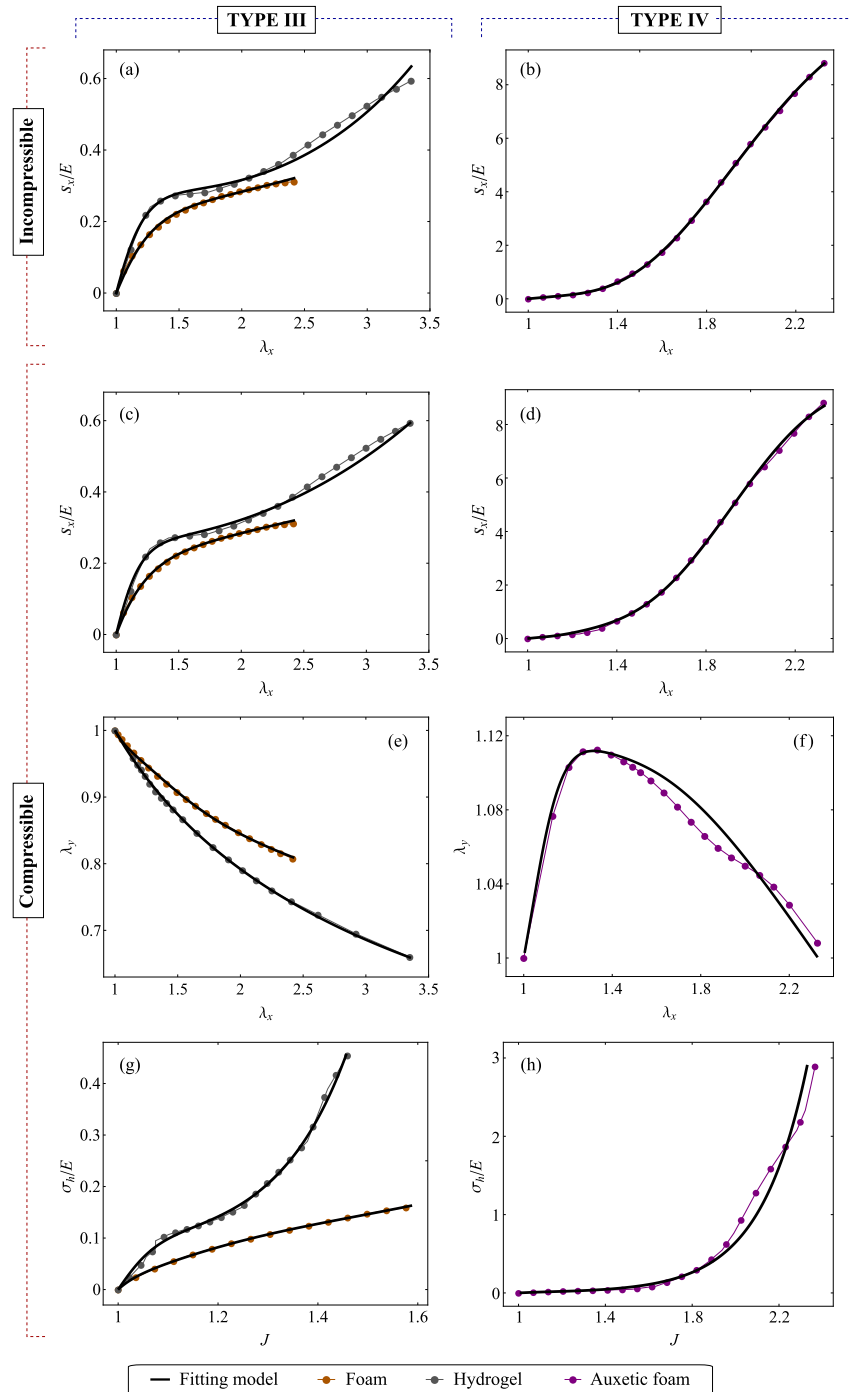 TYPE III
TYPE IV
Incompressible
(a)
s_x/E
0.6
0.4
0.2
0
1 1.5 2 2.5 3 3.5
λ_x
(b)
s_x/E
8
6
4
2
0
1 1.4 1.8 2.2
λ_x
Compressible
(c)
s_x/E
0.6
0.4
0.2
0
1 1.5 2 2.5 3 3.5
λ_x
(d)
s_x/E
8
6
4
2
0
1 1.4 1.8 2.2
λ_x
(e)
λ_y
1
0.9
0.8
0.7
1 1.5 2 2.5 3 3.5
λ_x
(f)
λ_y
1.12
1.08
1.04
1
1 1.4 1.8 2.2
λ_x
(g)
σ_h/E
0.4
0.3
0.2
0.1
0
1 1.2 1.4 1.6
J
(h)
σ_h/E
3
2
1
0
1 1.4 1.8 2.2
J
Fitting model Foam Hydrogel Auxetic foam